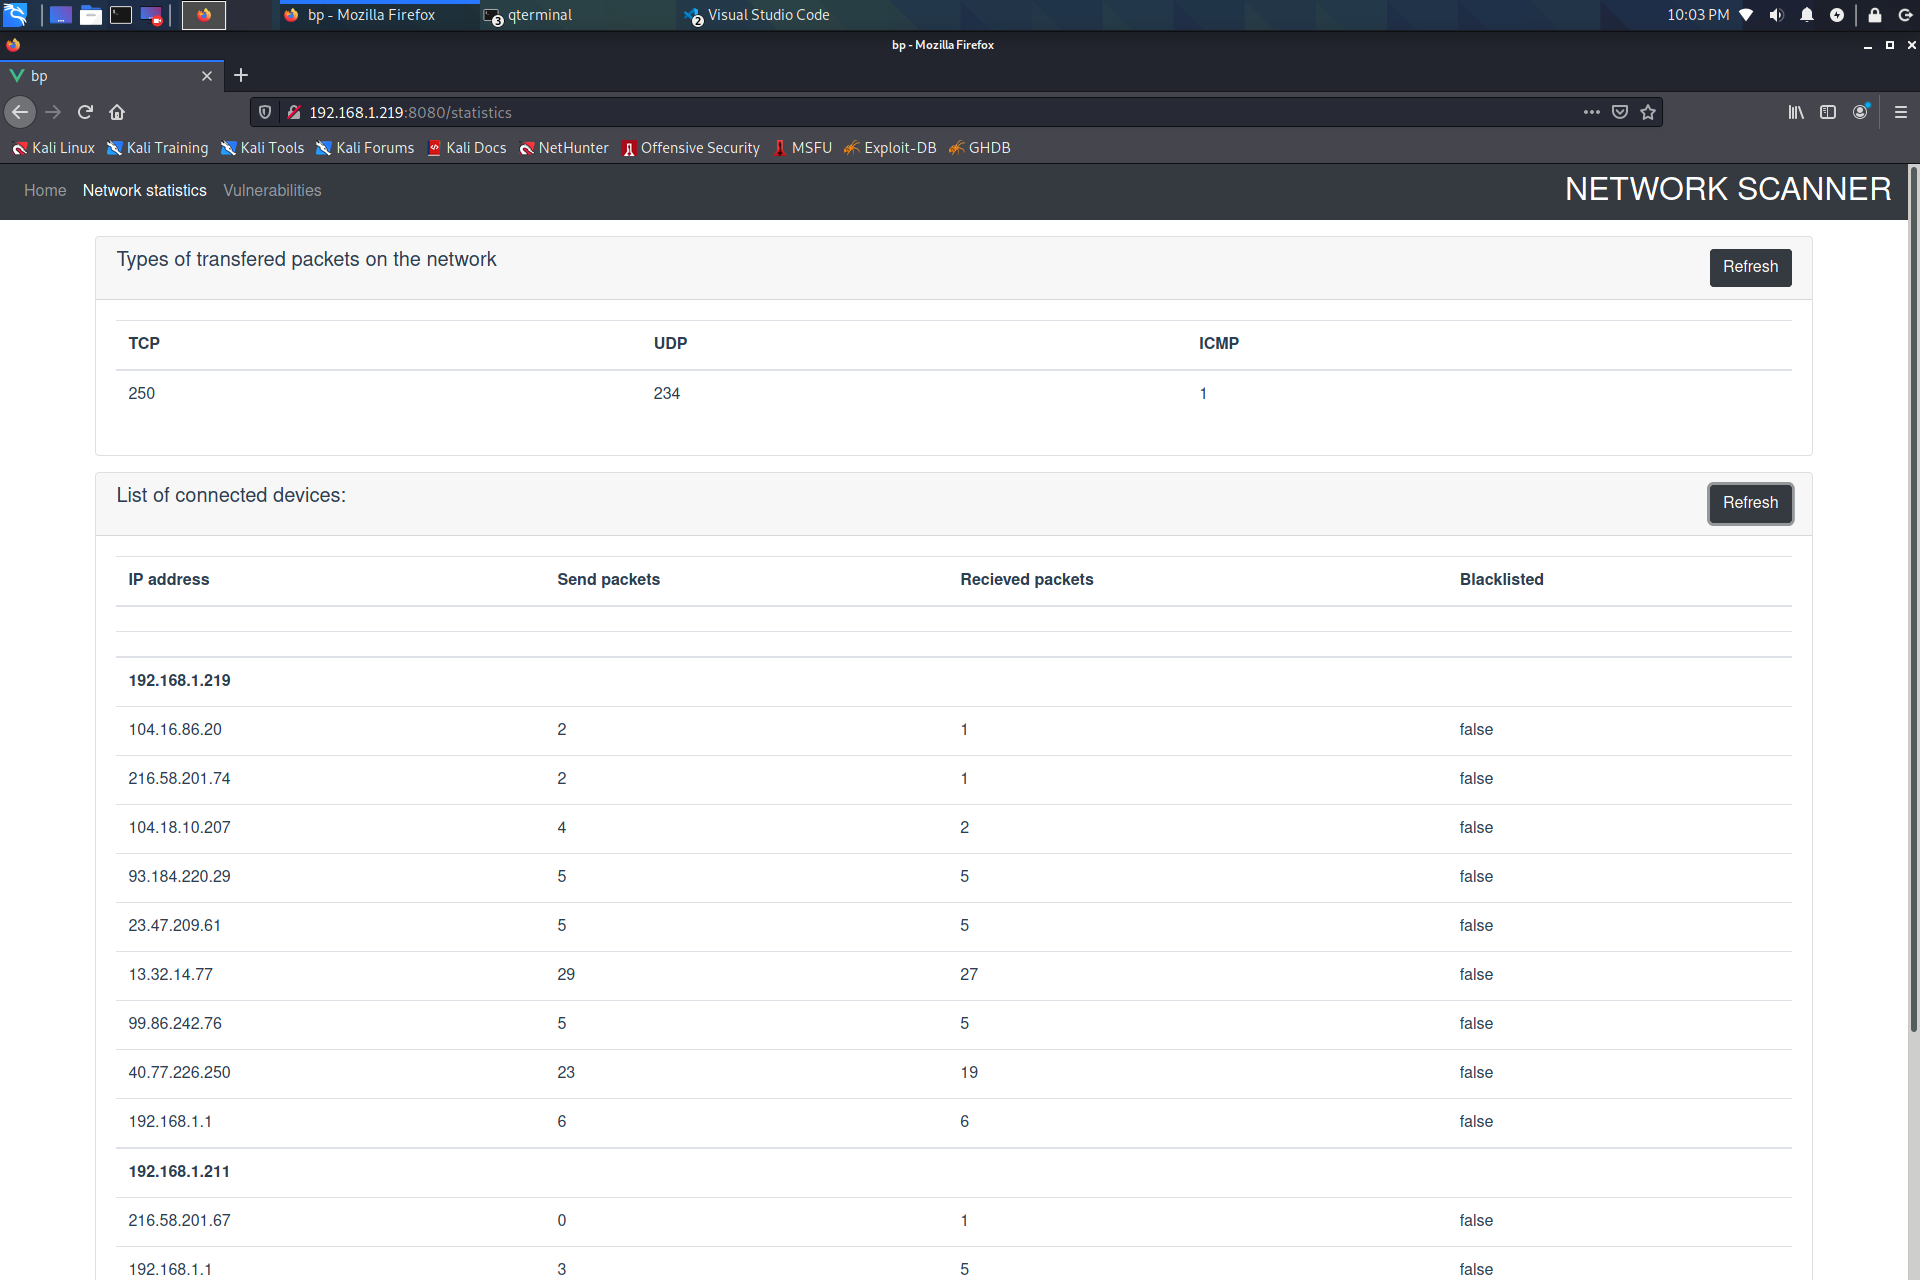 bp - Mozilla Firefox
3 qterminal
2 Visual Studio Code
10:03 PM
bp - Mozilla Firefox
bp
192.168.1.219:8080/statistics
Kali Linux Kali Training Kali Tools Kali Forums Kali Docs NetHunter Offensive Security MSFU Exploit-DB GHDB
Home Network statistics Vulnerabilities NETWORK SCANNER
Types of transfered packets on the network Refresh
TCP UDP ICMP
250 234 1
List of connected devices: Refresh
IP address Send packets Recieved packets Blacklisted
192.168.1.219
104.16.86.20 2 1 false
216.58.201.74 2 1 false
104.18.10.207 4 2 false
93.184.220.29 5 5 false
23.47.209.61 5 5 false
13.32.14.77 29 27 false
99.86.242.76 5 5 false
40.77.226.250 23 19 false
192.168.1.1 6 6 false
192.168.1.211
216.58.201.67 0 1 false
192.168.1.1 3 5 false